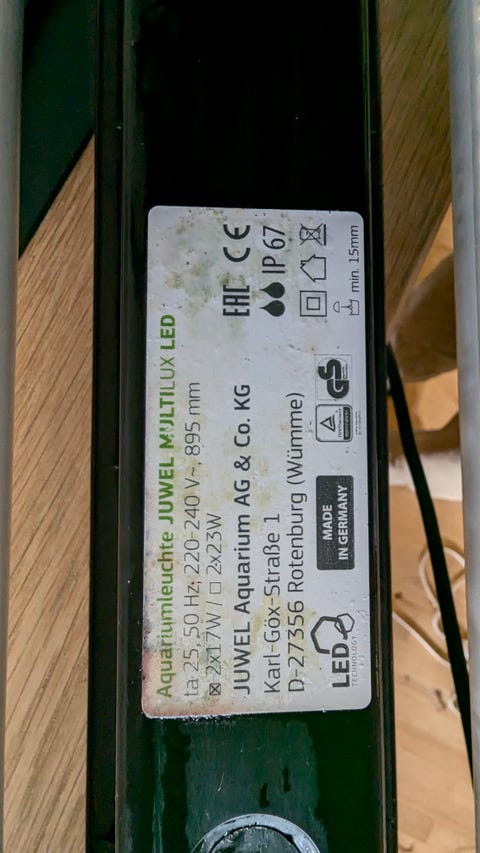 Aquariumleuchte JUWEL MULTILUX LED
ta-25, 50 Hz, 220-240 V~, 895 mm
☒ 2x17W / ☐ 2x23W
JUWEL Aquarium AG & Co. KG
Karl-Göx-Straße 1
D-27356 Rotenburg (Wümme)
LED
TECHNOLOGY
MADE
IN GERMANY
GS
EAC CE
IP 67
min. 15mm